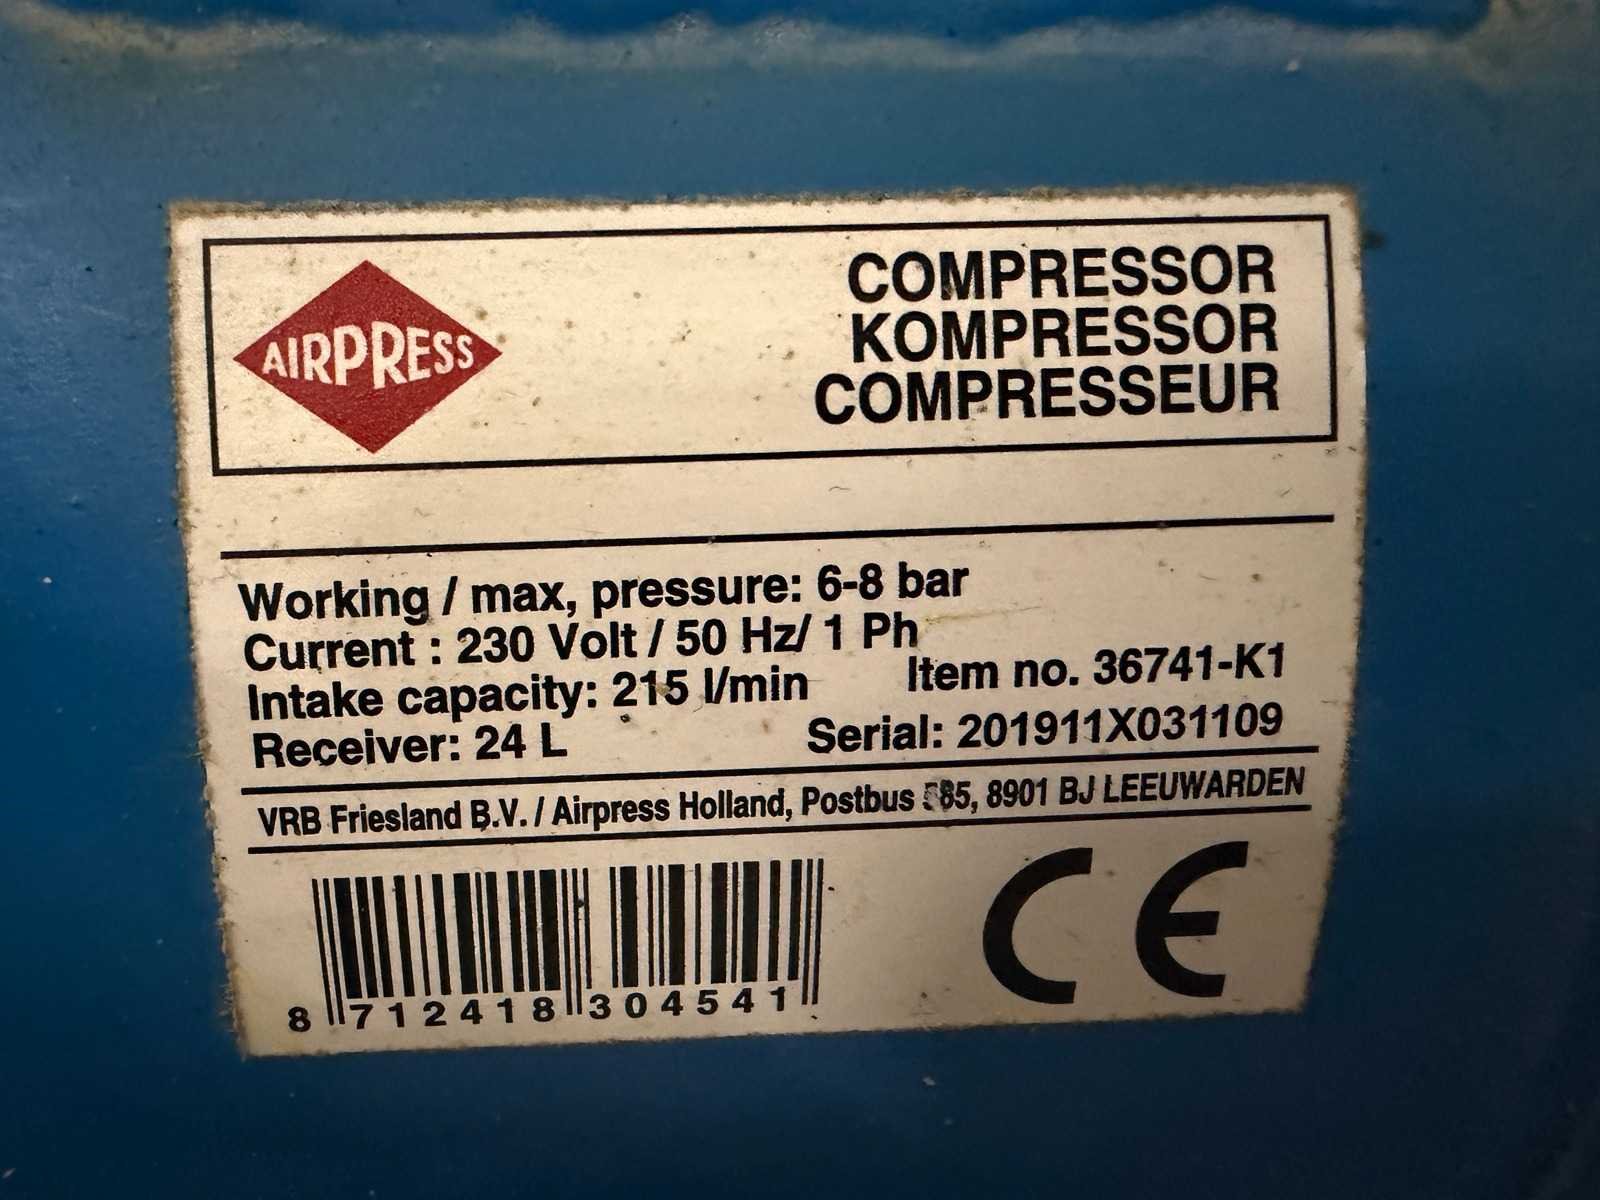 AIRPRESS
COMPRESSOR
KOMPRESSOR
COMPRESSEUR
Working / max, pressure: 6-8 bar
Current : 230 Volt / 50 Hz/ 1 Ph
Intake capacity: 215 l/min
Item no. 36741-K1
Receiver: 24 L
Serial: 201911X031109
VRB Friesland B.V. / Airpress Holland, Postbus 8901 BJ LEEUWARDEN
8 712418 304541
CE